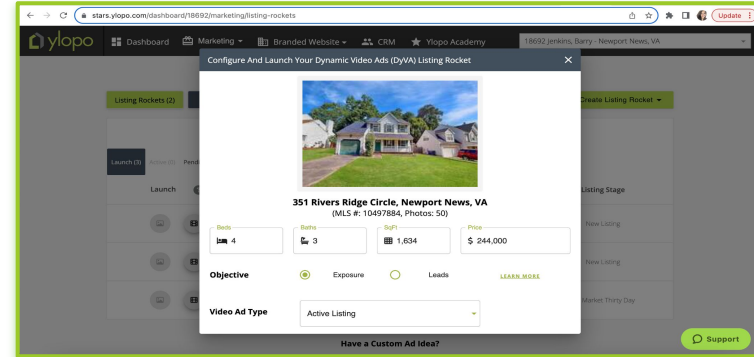 stars.ylopo.com/dashboard/18692/marketing/listing-rockets
Update
ylopo
Dashboard
Marketing
Branded Website
CRM
Ylopo Academy
18692 Jenkins, Barry - Newport News, VA
Configure And Launch Your Dynamic Video Ads (DyVA) Listing Rocket
Listing Rockets (2)
Create Listing Rocket
Launch (3)
Active (0)
Pend
351 Rivers Ridge Circle, Newport News, VA
(MLS #: 10497884, Photos: 50)
Launch
Listing Stage
Beds
4
Baths
3
SqFt
1,634
Price
$ 244,000
New Listing
New Listing
Objective
Exposure
Leads
LEARN MORE
Market Thirty Day
Video Ad Type
Active Listing
Have a Custom Ad Idea?
Support